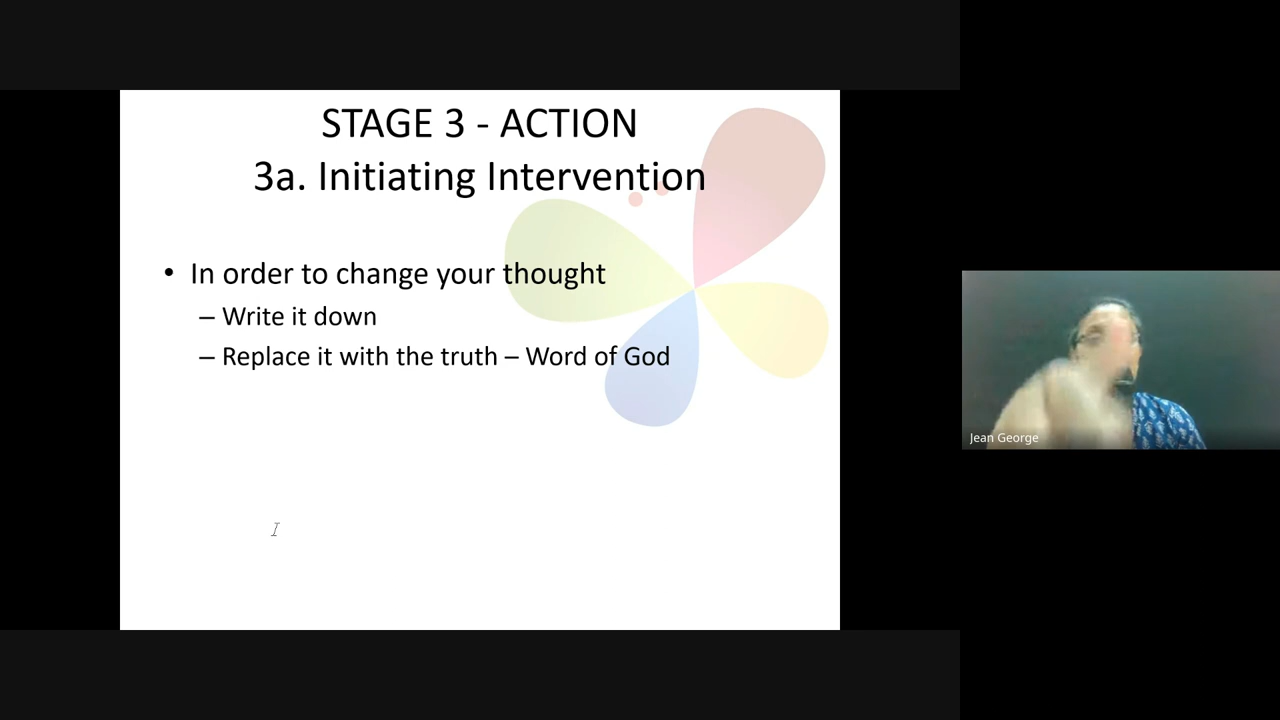 STAGE 3 - ACTION
3a. Initiating Intervention
• In order to change your thought
– Write it down
– Replace it with the truth – Word of God
Jean George